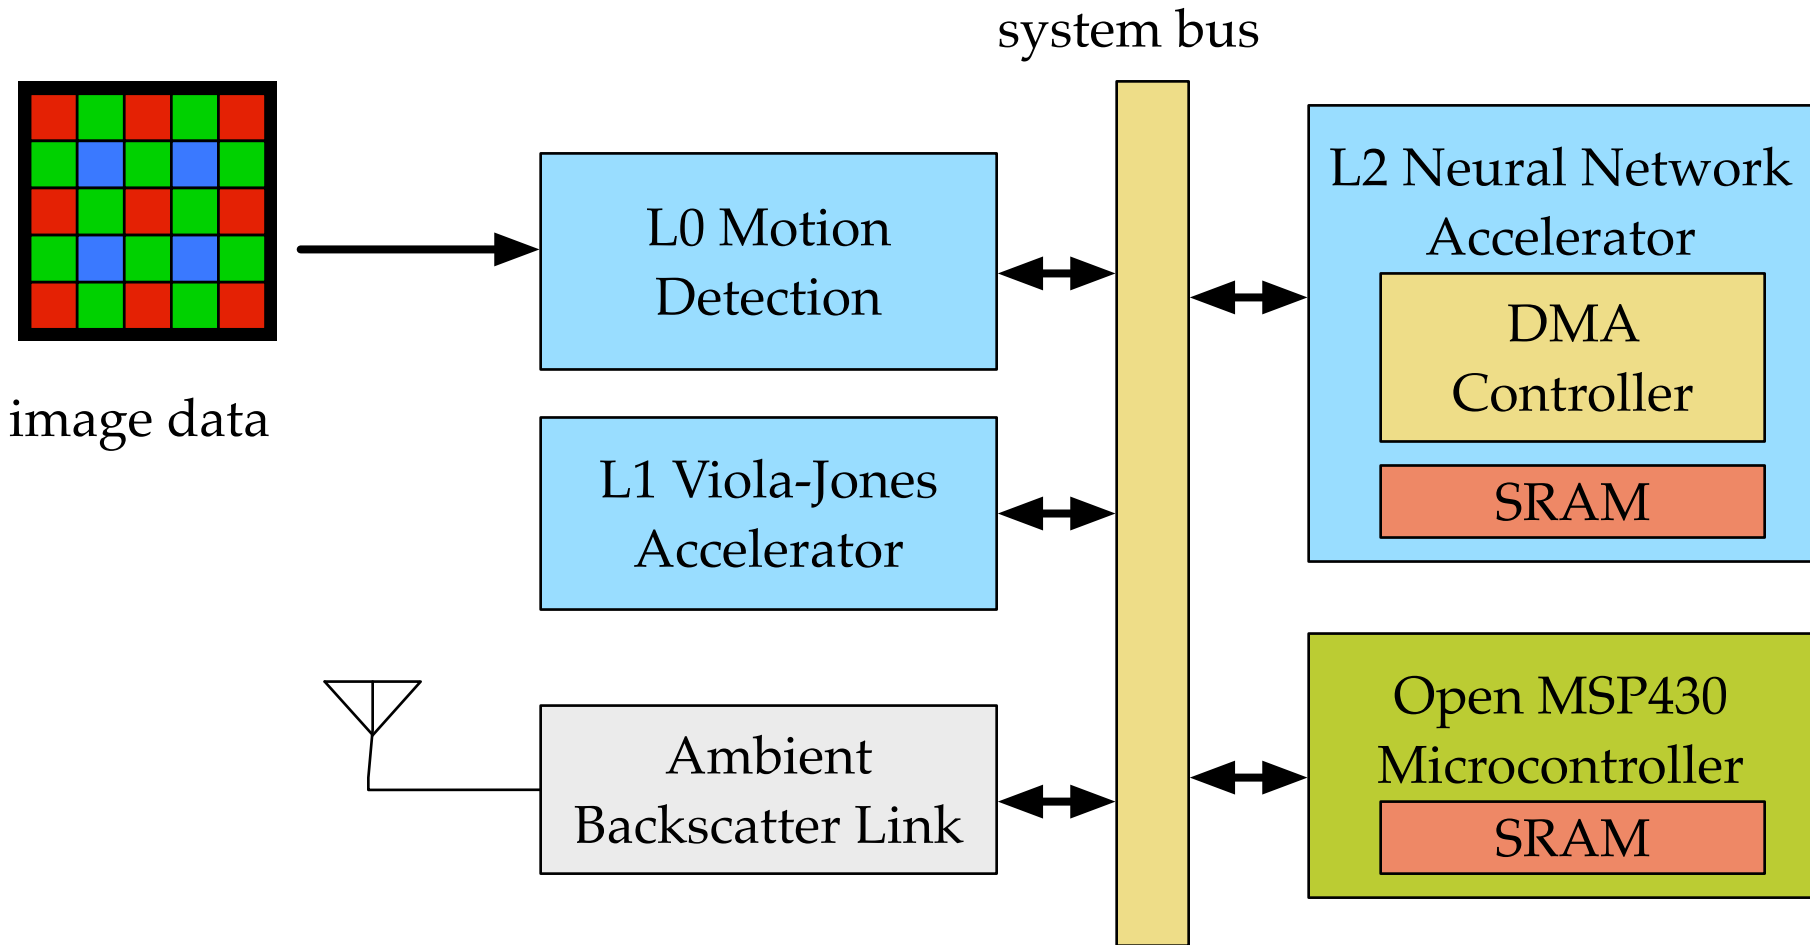 system bus
image data
L0 Motion
Detection
L1 Viola-Jones
Accelerator
Ambient
Backscatter Link
L2 Neural Network
Accelerator
DMA
Controller
SRAM
Open MSP430
Microcontroller
SRAM